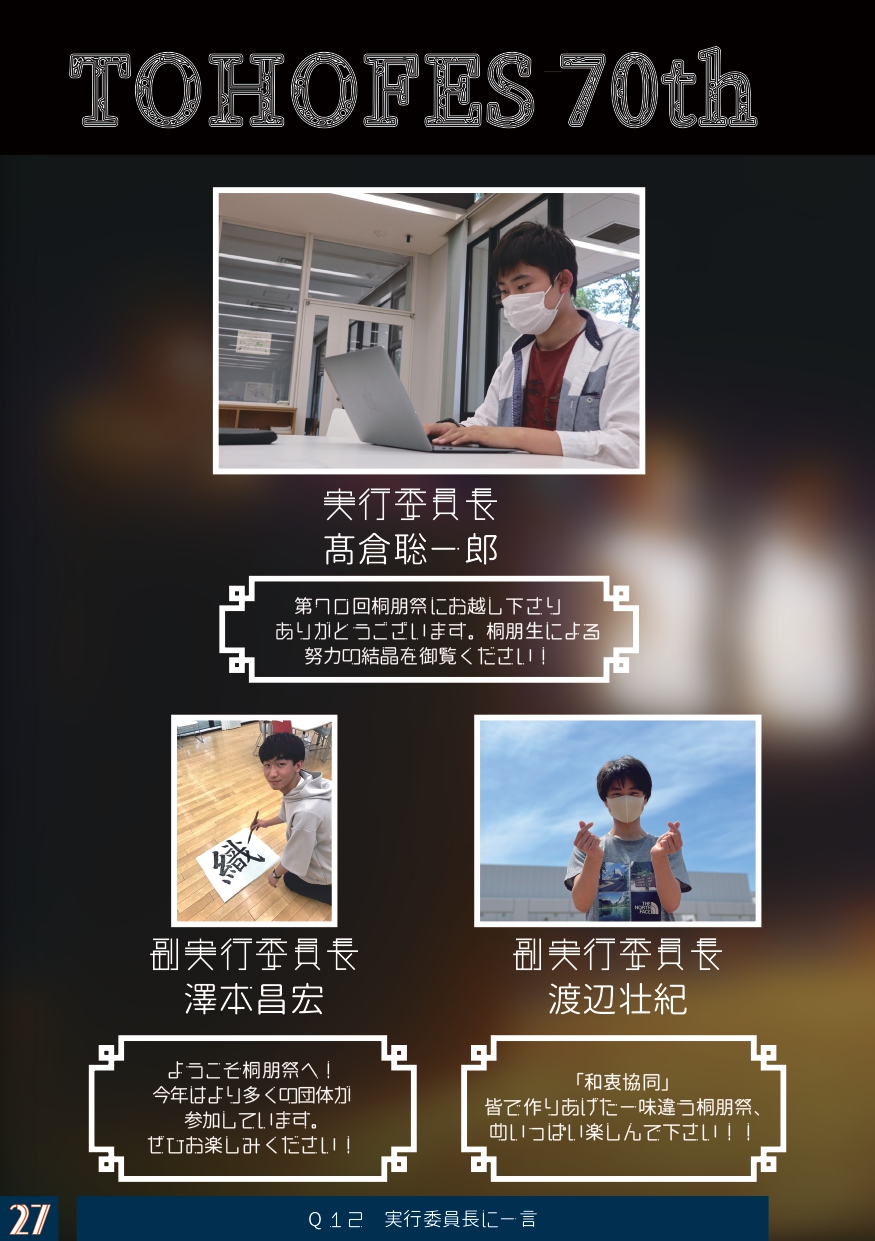 TOHOFES 70th
実行委員長
髙倉聡一郎
第70回桐朋祭にお越し下さり
ありがとうございます。桐朋生による
努力の結晶を御覧ください!
織
THE
NORTH
FACE
副実行委員長
澤本昌宏
副実行委員長
渡辺壮紀
ようこそ桐朋祭へ!
今年はより多くの団体が
参加しています。
ぜひお楽しみください!
「和衷協同」
皆で作りあげた一味違う桐朋祭、
めいっぱい楽しんで下さい!!
27
Q12 実行委員長に一言